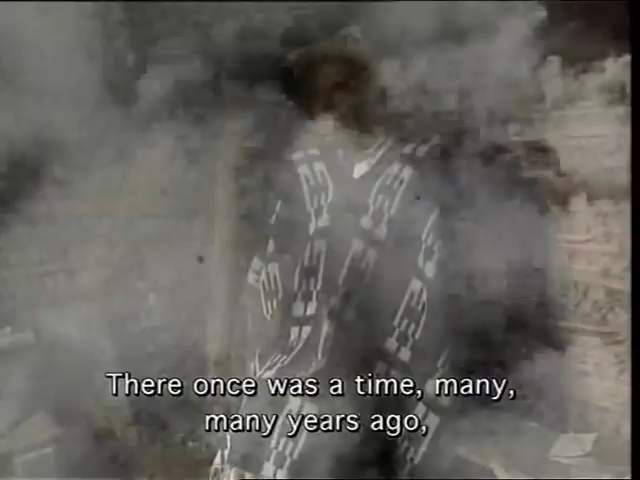 There once was a time, many,
many years ago,